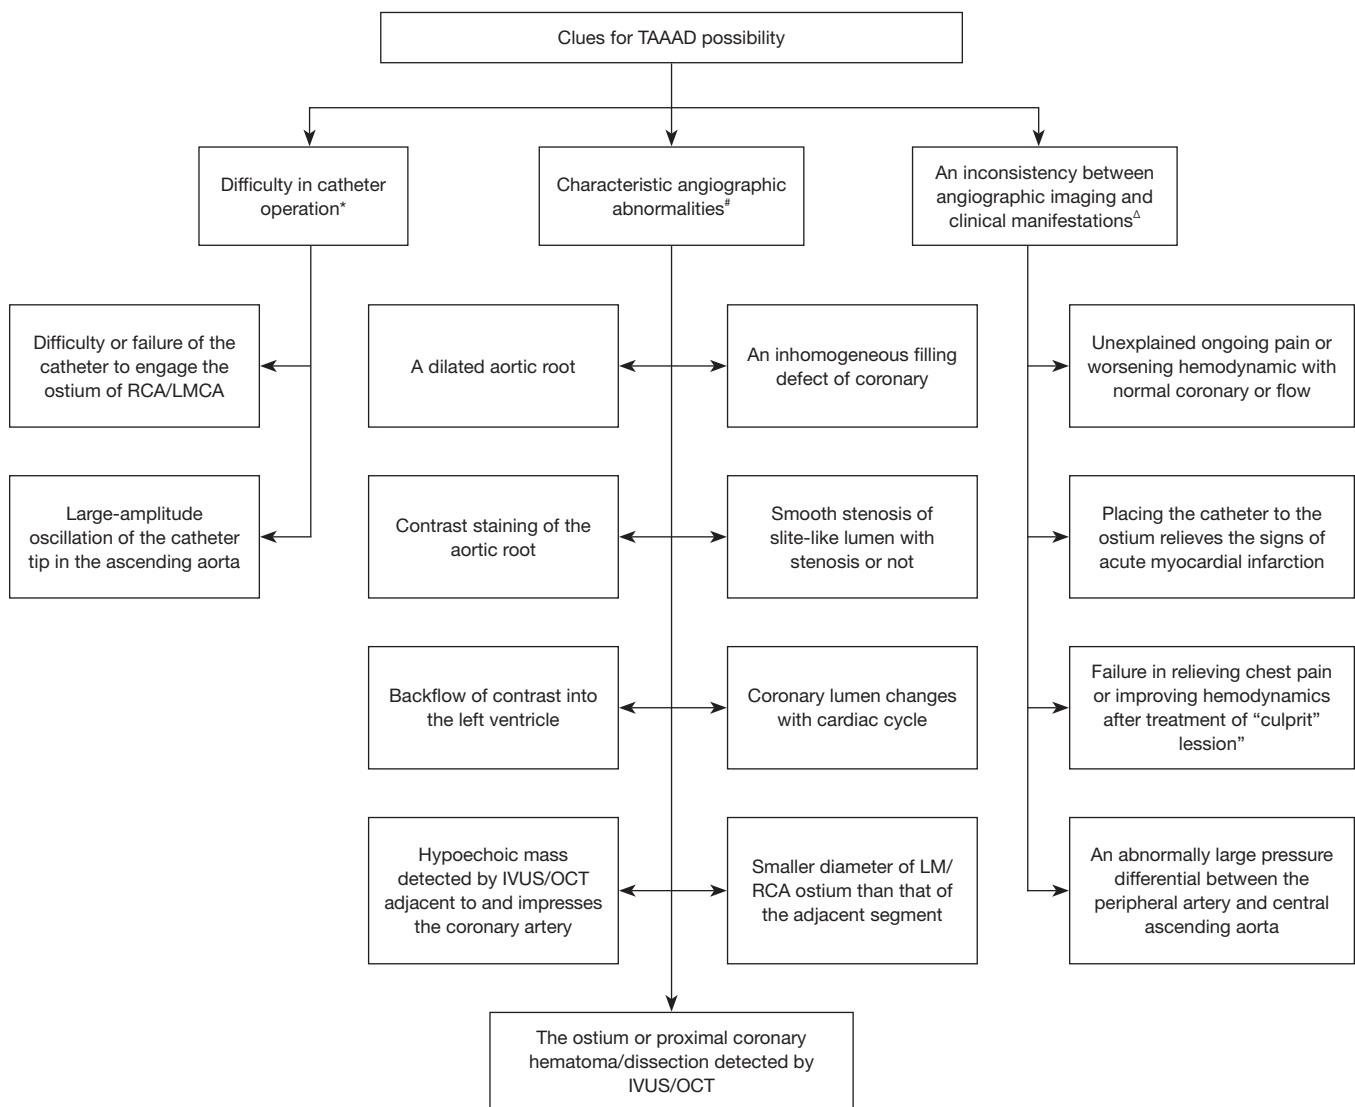 Clues for TAAAD possibility
Difficulty in catheter
operation*
Characteristic angiographic
abnormalities#
An inconsistency between
angiographic imaging and
clinical manifestationsΔ
Difficulty or failure of the
catheter to engage the
ostium of RCA/LMCA
A dilated aortic root
An inhomogeneous filling
defect of coronary
Unexplained ongoing pain or
worsening hemodynamic with
normal coronary or flow
Large-amplitude
oscillation of the catheter
tip in the ascending aorta
Contrast staining of the
aortic root
Smooth stenosis of
slite-like lumen with
stenosis or not
Placing the catheter to the
ostium relieves the signs of
acute myocardial infarction
Backflow of contrast into
the left ventricle
Coronary lumen changes
with cardiac cycle
Failure in relieving chest pain
or improving hemodynamics
after treatment of “culprit”
lession”
Hypoechoic mass
detected by IVUS/OCT
adjacent to and impresses
the coronary artery
Smaller diameter of LM/
RCA ostium than that of
the adjacent segment
An abnormally large pressure
differential between the
peripheral artery and central
ascending aorta
The ostium or proximal coronary
hematoma/dissection detected by
IVUS/OCT